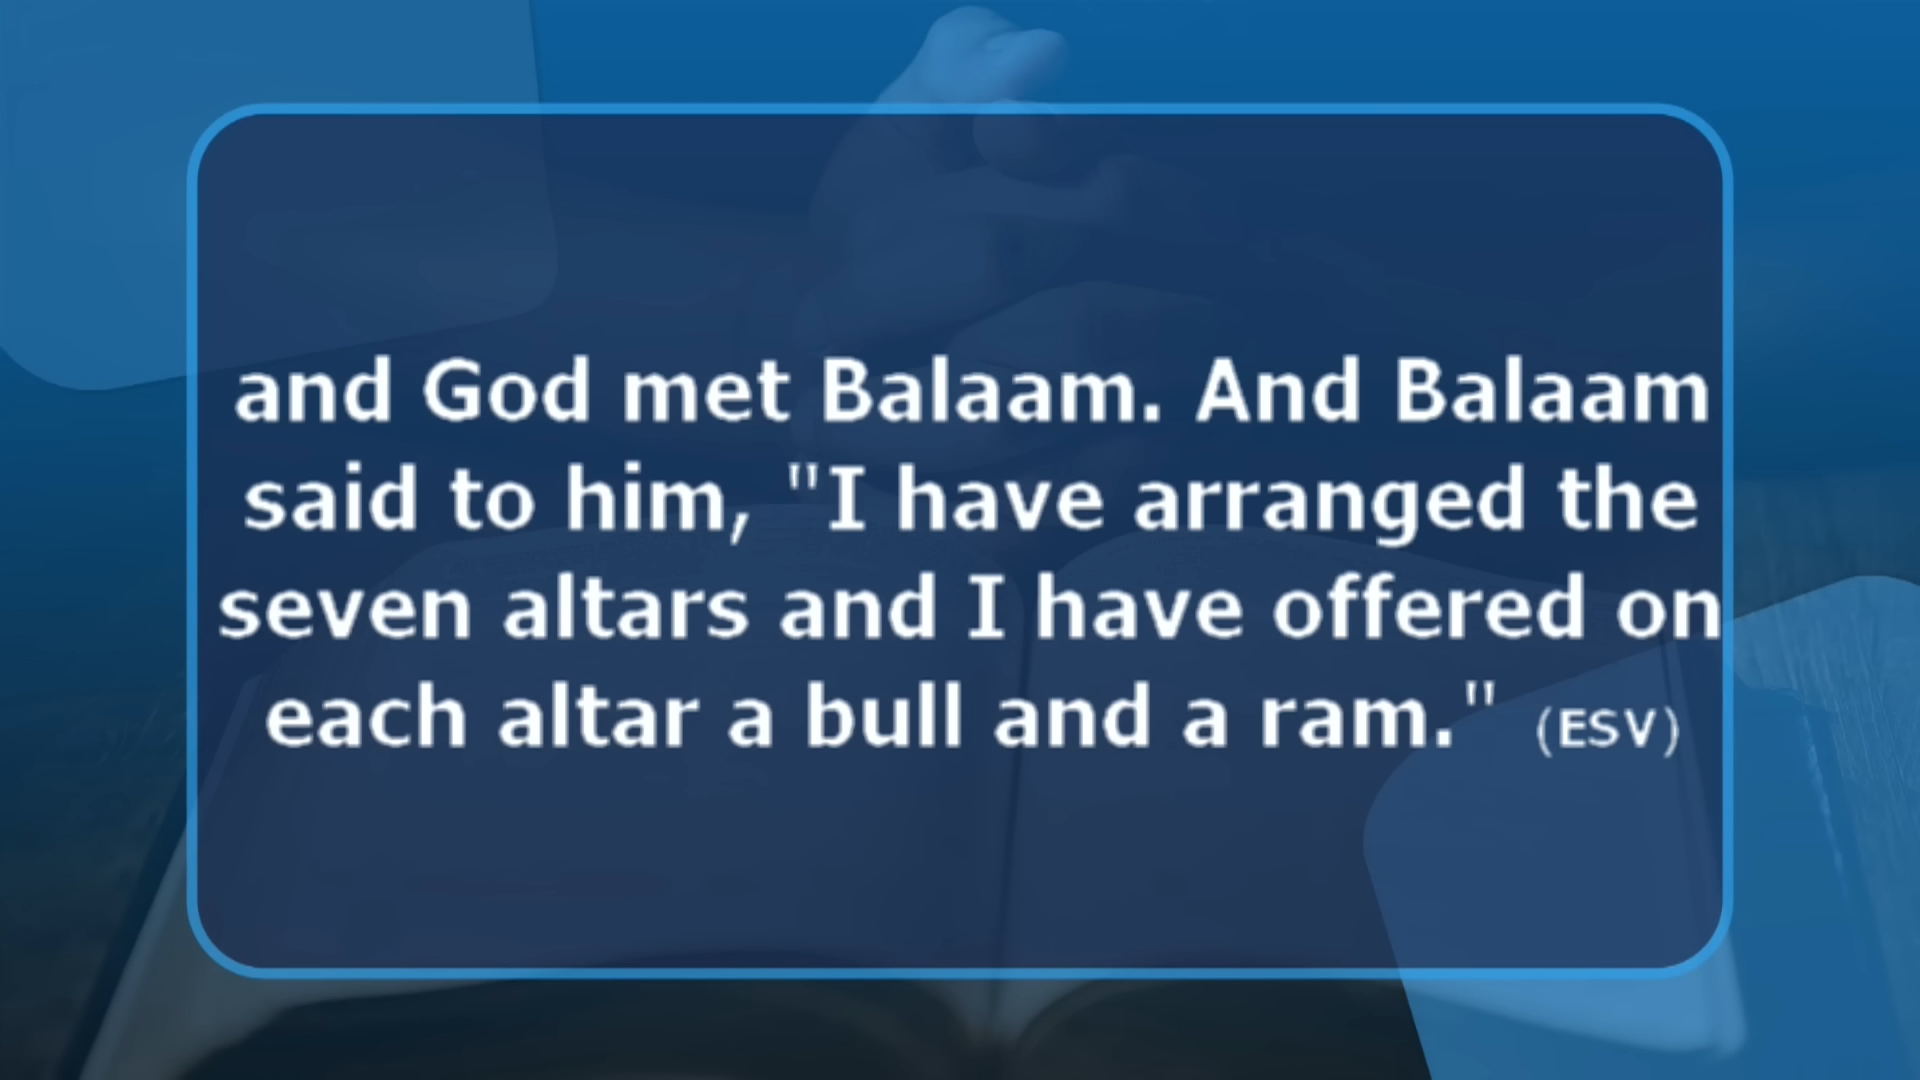 and God met Balaam. And Balaam
said to him, "I have arranged the
seven altars and I have offered on
each altar a bull and a ram." (ESV)